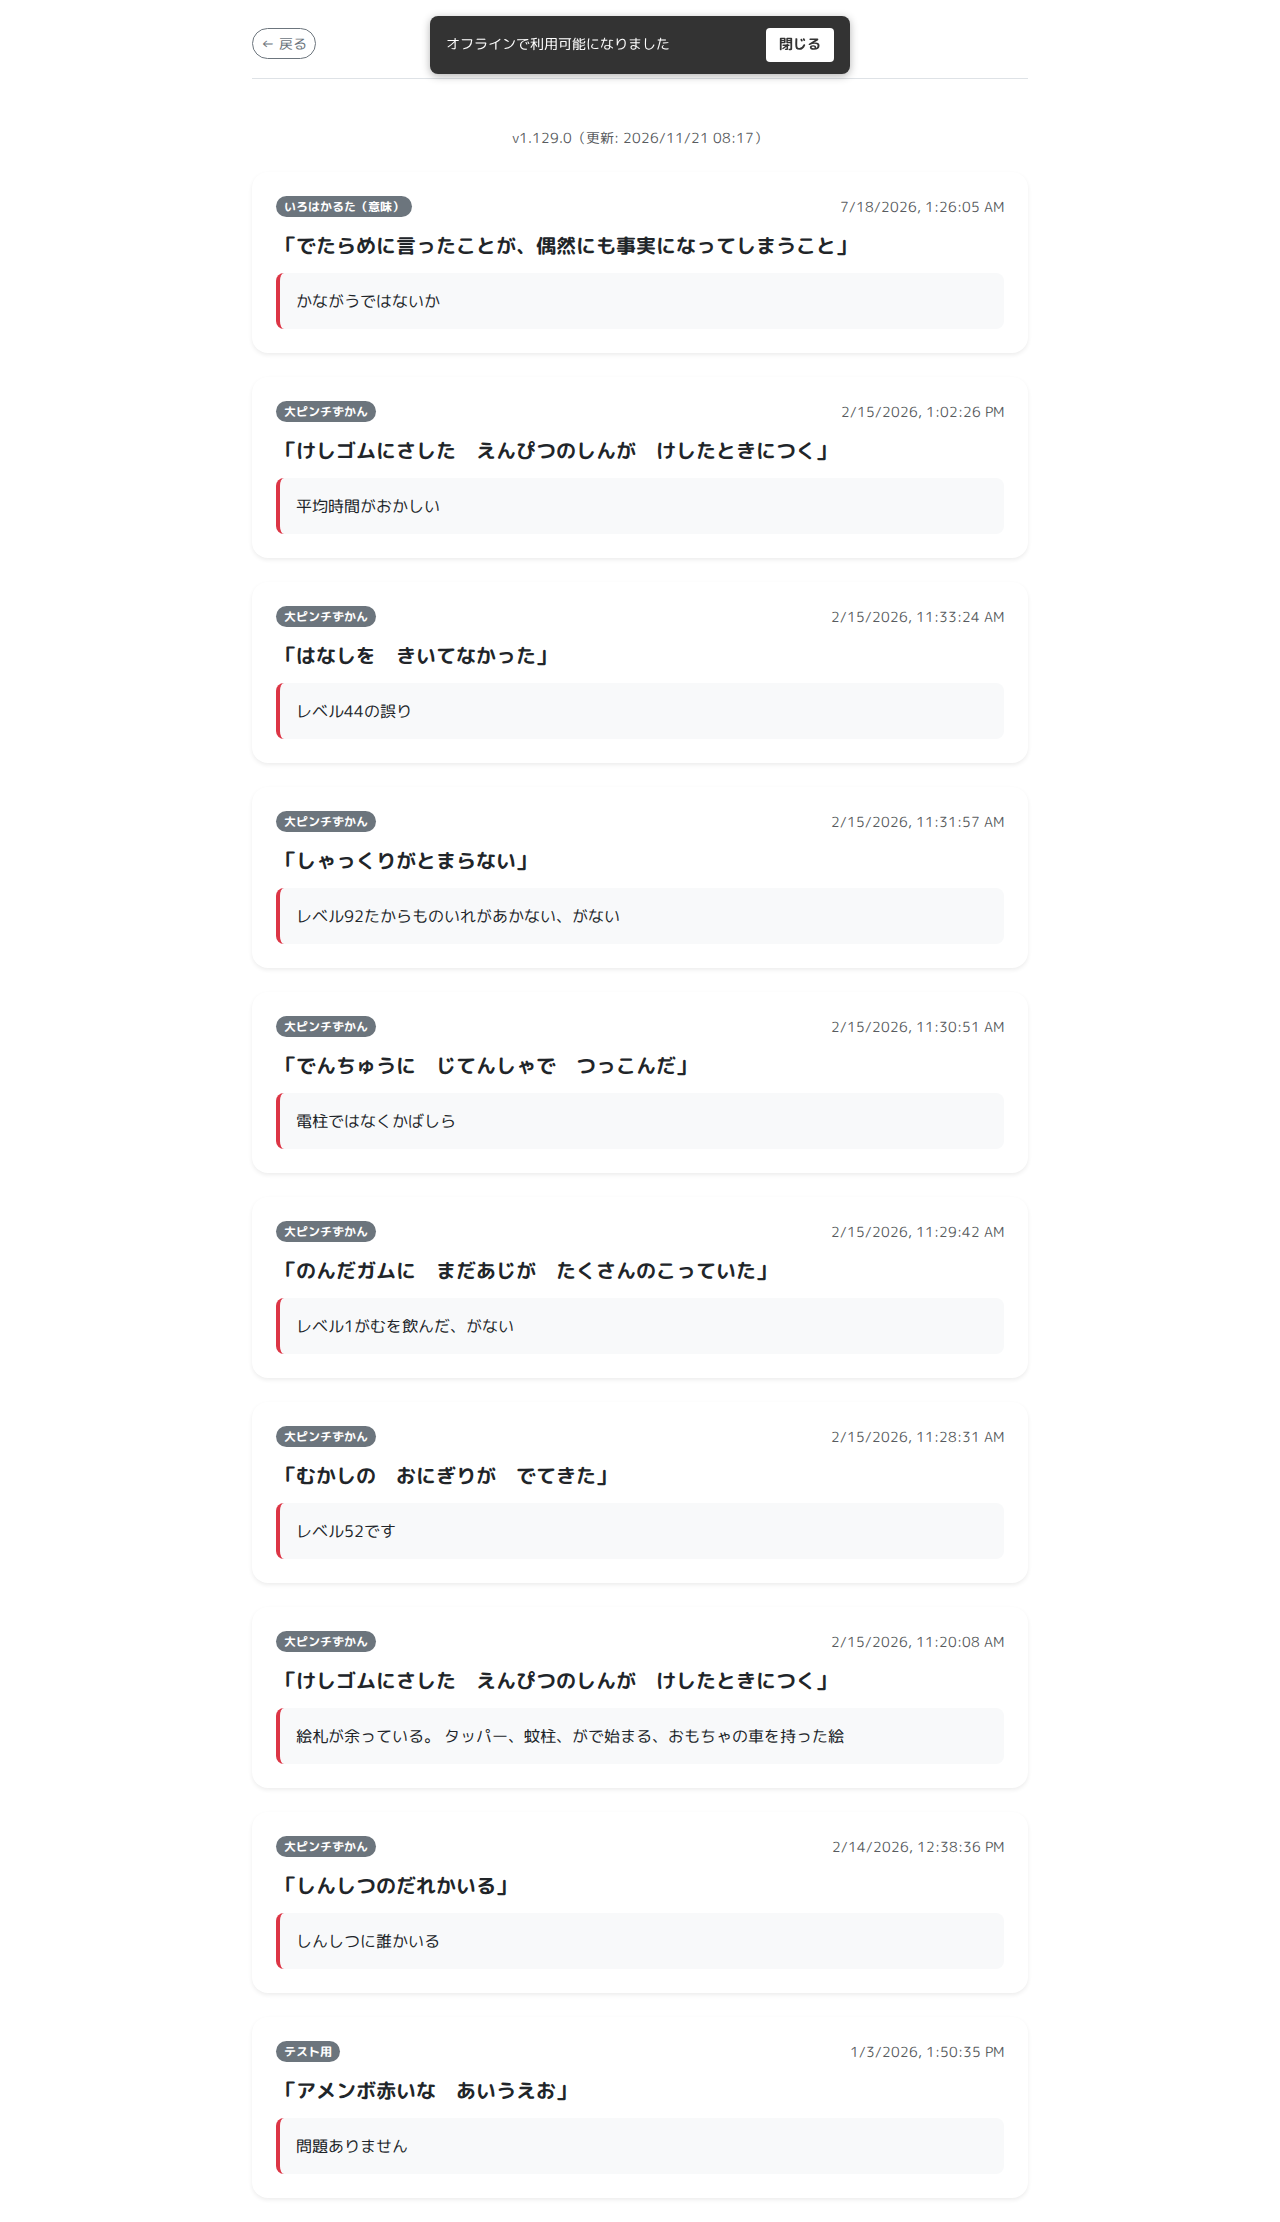 ← 戻る
オフラインで利用可能になりました
閉じる
v1.129.0（更新: 2026/11/21 08:17）
いろはかるた（意味）
7/18/2026, 1:26:05 AM
「でたらめに言ったことが、偶然にも事実になってしまうこと」
かながうではないか
大ピンチずかん
2/15/2026, 1:02:26 PM
「けしゴムにさした　えんぴつのしんが　けしたときにつく」
平均時間がおかしい
大ピンチずかん
2/15/2026, 11:33:24 AM
「はなしを　きいてなかった」
レベル44の誤り
大ピンチずかん
2/15/2026, 11:31:57 AM
「しゃっくりがとまらない」
レベル92たからものいれがあかない、がない
大ピンチずかん
2/15/2026, 11:30:51 AM
「でんちゅうに　じてんしゃで　つっこんだ」
電柱ではなくかばしら
大ピンチずかん
2/15/2026, 11:29:42 AM
「のんだガムに　まだあじが　たくさんのこっていた」
レベル1がむを飲んだ、がない
大ピンチずかん
2/15/2026, 11:28:31 AM
「むかしの　おにぎりが　でてきた」
レベル52です
大ピンチずかん
2/15/2026, 11:20:08 AM
「けしゴムにさした　えんぴつのしんが　けしたときにつく」
絵札が余っている。 タッパー、蚊柱、がで始まる、おもちゃの車を持った絵
大ピンチずかん
2/14/2026, 12:38:36 PM
「しんしつのだれかいる」
しんしつに誰かいる
テスト用
1/3/2026, 1:50:35 PM
「アメンボ赤いな　あいうえお」
問題ありません